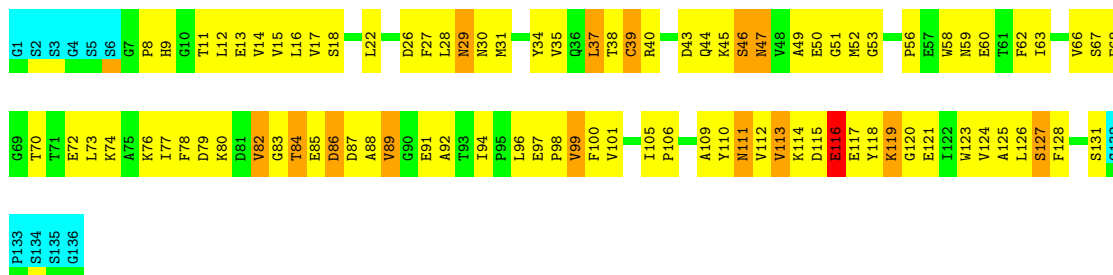 G1 S2 S3 G4 S5 S6 G7 P8 H9 G10 T11 L12 E13 V14 V15 L16 V17 S18 L22 D26 F27 L28 N29 N30 M31 Y34 V35 Q36 L37 T38 C39 R40 D43 Q44 K45 S46 N47 V48 A49 E50 G51 M52 G53 P56 E57 W58 N59 E60 T61 F62 I63 V66 S67
G69 T70 T71 E72 L73 K74 A75 K76 I77 F78 D79 K80 D81 V82 G83 T84 E85 D86 D87 A88 V89 G90 E91 A92 T93 I94 P95 L96 E97 P98 V99 F100 V101 I105 P106 A109 Y110 N111 V112 V113 K114 D115 E116 E117 Y118 K119 G120 E121 I122 W123 V124 A125 L126 S127 F128 S131
P133 S134 S135 G136